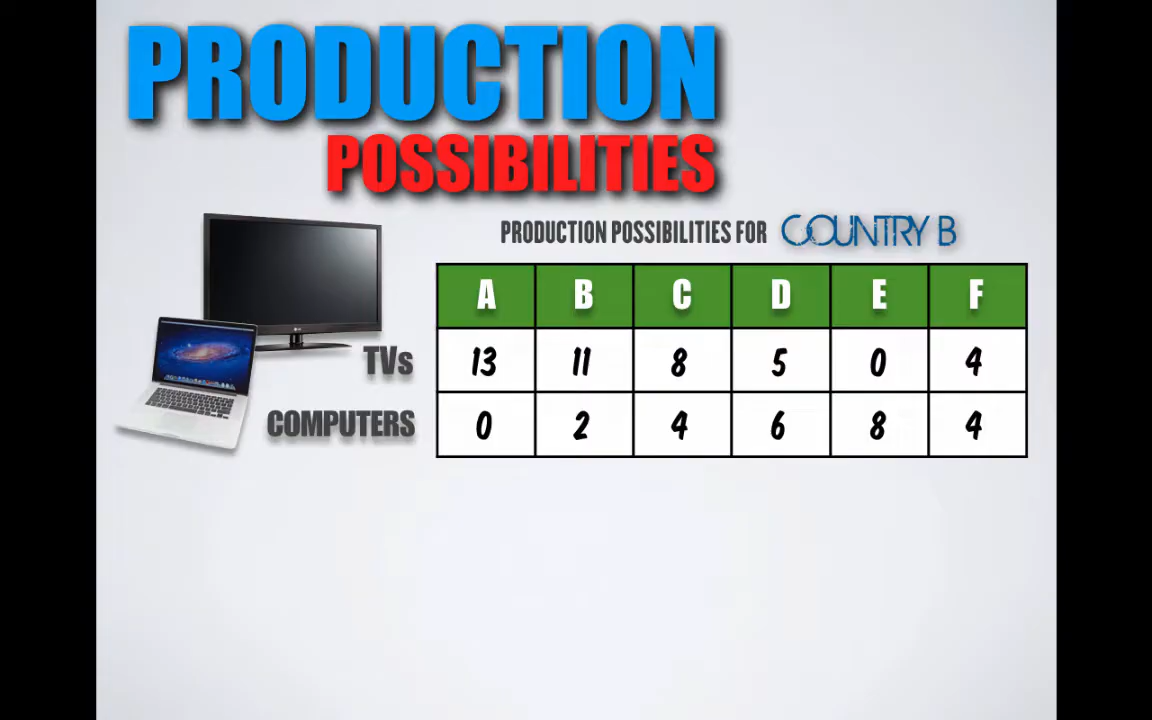 PRODUCTION
POSSIBILITIES
PRODUCTION POSSIBILITIES FOR COUNTRY B
A B C D E F
TVs 13 11 8 5 0 4
COMPUTERS 0 2 4 6 8 4